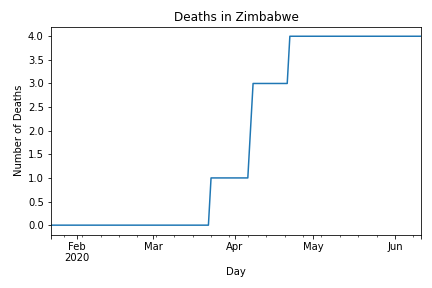 Deaths in Zimbabwe
4.0
3.5
3.0
2.5
2.0
1.5
1.0
0.5
0.0
Number of Deaths
Feb
2020
Mar
Apr
May
Jun
Day